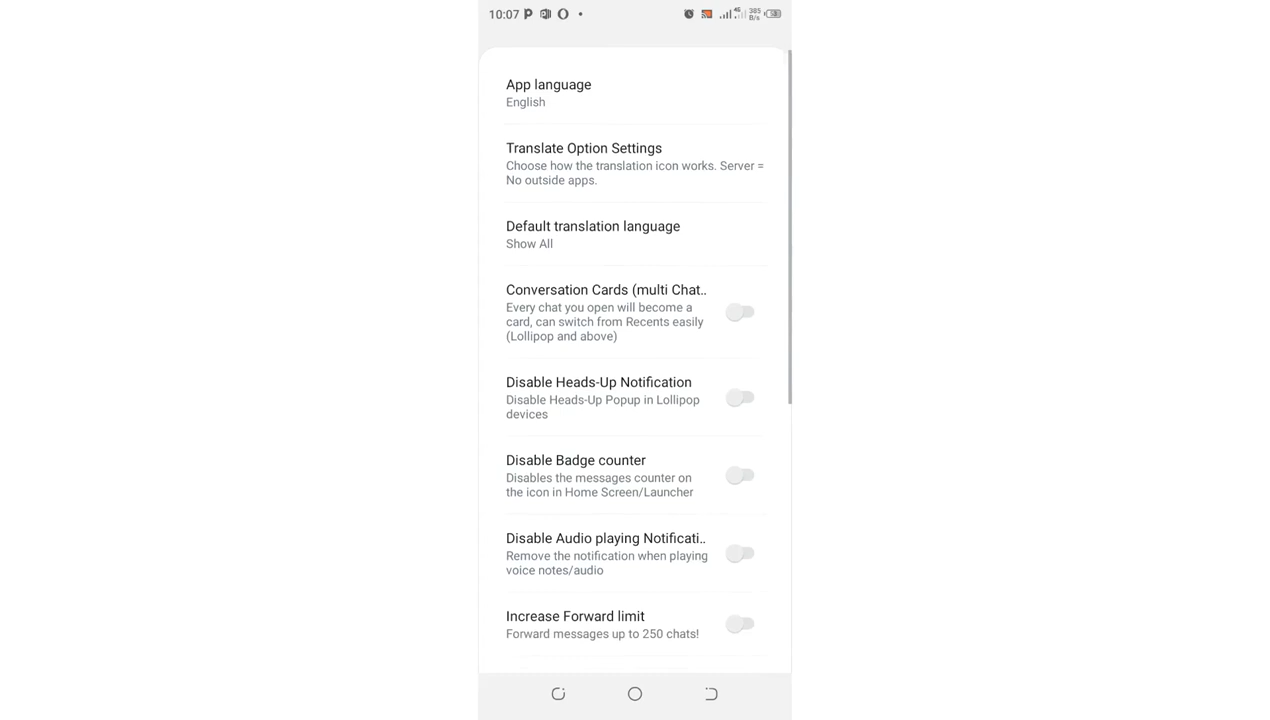 10:07
385
B/s
App language
English
Translate Option Settings
Choose how the translation icon works. Server =
No outside apps.
Default translation language
Show All
Conversation Cards (multi Chat..
Every chat you open will become a
card, can switch from Recents easily
(Lollipop and above)
Disable Heads-Up Notification
Disable Heads-Up Popup in Lollipop
devices
Disable Badge counter
Disables the messages counter on
the icon in Home Screen/Launcher
Disable Audio playing Notificati..
Remove the notification when playing
voice notes/audio
Increase Forward limit
Forward messages up to 250 chats!